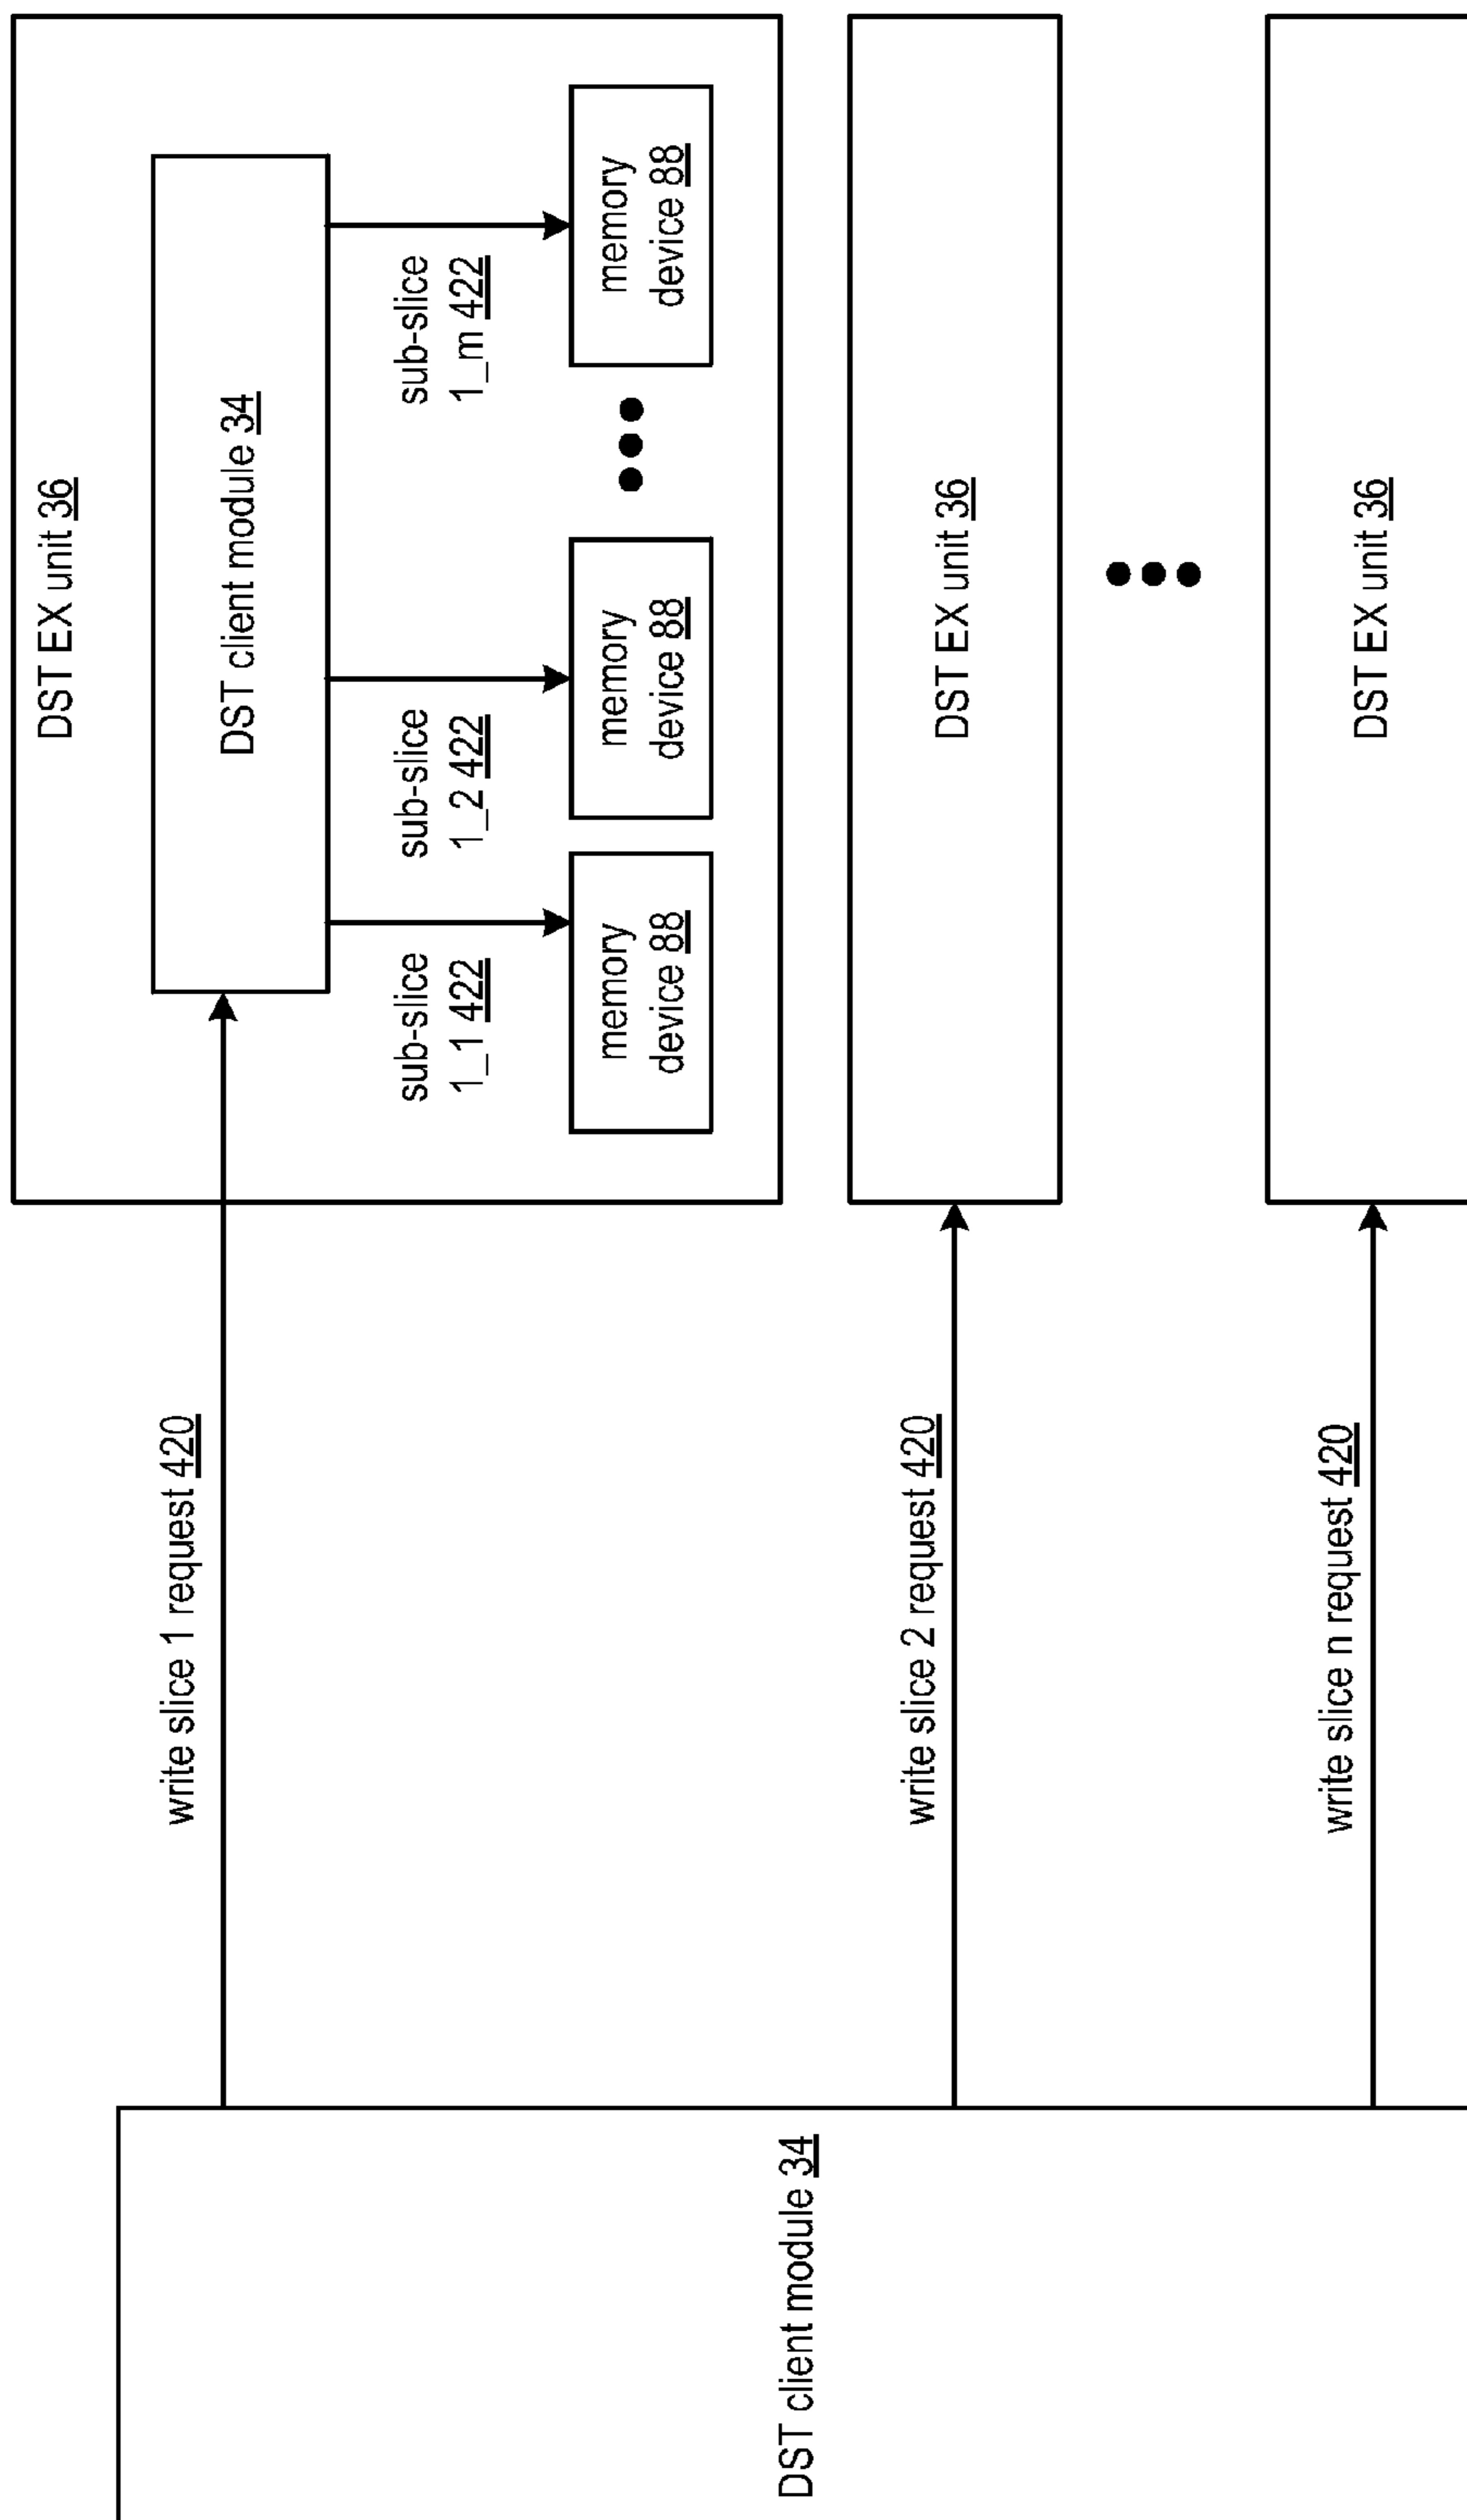 DST EX unit 36
DST client module 34
write slice 1 request 420
sub-slice
1_1 422
sub-slice
1_2 422
sub-slice
1_m 422
memory
device 88
memory
device 88
memory
device 88
DST client module 34
write slice 2 request 420
DST EX unit 36
write slice n request 420
DST EX unit 36